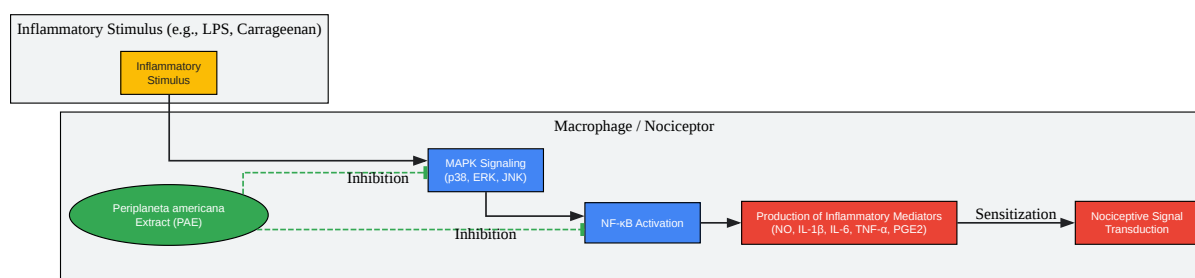 Inflammatory Stimulus (e.g., LPS, Carrageenan)
Inflammatory
Stimulus
Macrophage / Nociceptor
MAPK Signaling
(p38, ERK, JNK)
Inhibition
Periplaneta americana
Extract (PAE)
Inhibition
NF-κB Activation
Production of Inflammatory Mediators
(NO, IL-1β, IL-6, TNF-α, PGE2)
Sensitization
Nociceptive Signal
Transduction